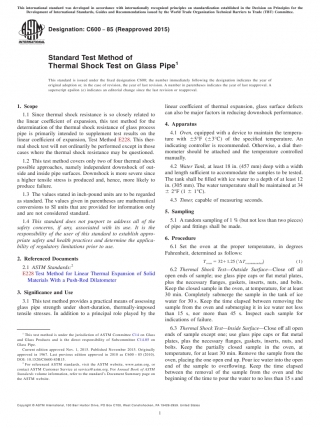 This international standard was developed in accordance with internationally recognized principles on standardization established in the Decision on Principles for the
Development of International Standards, Guides and Recommendations issued by the World Trade Organization Technical Barriers to Trade (TBT) Committee.
Designation: C600 − 85 (Reapproved 2015)
INTERNATIONAL
Standard Test Method of
Thermal Shock Test on Glass Pipe1
This standard is issued under the fixed designation C600; the number immediately following the designation indicates the year of
original adoption or, in the case of revision, the year of last revision. A number in parentheses indicates the year of last reapproval. A
superscript epsilon (ε) indicates an editorial change since the last revision or reapproval.
1. Scope
1.1 Since thermal shock resistance is so closely related to
the linear coefficient of expansion, this test method for the
determination of the thermal shock resistance of glass process
pipe is primarily intended to supplement test results on the
linear coefficient of expansion, Test Method E228. This ther-
mal shock test will not ordinarily be performed except in those
cases where the thermal shock resistance may be questioned.
1.2 This test method covers only two of four thermal shock
possible approaches, namely independent downshock of out-
side and inside pipe surfaces. Downshock is more severe since
a higher tensile stress is produced and, hence, more likely to
produce failure.
1.3 The values stated in inch-pound units are to be regarded
as standard. The values given in parentheses are mathematical
conversions to SI units that are provided for information only
and are not considered standard.
1.4 This standard does not purport to address all of the
safety concerns, if any, associated with its use. It is the
responsibility of the user of this standard to establish appro-
priate safety and health practices and determine the applica-
bility of regulatory limitations prior to use.
2. Referenced Documents
2.1 ASTM Standards:2
E228 Test Method for Linear Thermal Expansion of Solid
Materials With a Push-Rod Dilatometer
3. Significance and Use
3.1 This test method provides a practical means of assessing
glass pipe strength under short-duration, thermally-imposed
tensile stresses. In addition to a principal role played by the
1 This test method is under the jurisdiction of ASTM Committee C14 on Glass
and Glass Products and is the direct responsibility of Subcommittee C14.05 on
Glass Pipe.
Current edition approved Nov. 1, 2015. Published November 2015. Originally
approved in 1967. Last previous edition approved in 2010 as C600 – 85 (2010).
DOI: 10.1520/C0600-85R15.
2 For referenced ASTM standards, visit the ASTM website, www.astm.org, or
contact ASTM Customer Service at service@astm.org. For Annual Book of ASTM
Standards volume information, refer to the standard's Document Summary page on
the ASTM website.
linear coefficient of thermal expansion, glass surface defects
can also be major factors in reducing downshock performance.
4. Apparatus
4.1 Oven, equipped with a device to maintain the tempera-
ture with ±5°F (±3°C) of the specified temperature. An
indicating controller is recommended. Otherwise, a dial ther-
mometer should be attached and the temperature controlled
manually.
4.2 Water Tank, at least 18 in. (457 mm) deep with a width
and length sufficient to accommodate the samples to be tested.
The tank shall be filled with ice water to a depth of at least 12
in. (305 mm). The water temperature shall be maintained at 34
± 2°F (1 ± 1°C).
4.3 Timer, capable of measuring seconds.
5. Sampling
5.1 A random sampling of 1 % (but not less than two pieces)
of pipe and fittings shall be made.
6. Procedure
6.1 Set the oven at the proper temperature, in degrees
Fahrenheit, determined as follows:
6.2 Thermal Shock Test—Outside Surface—Close off all
open ends of sample; use glass pipe caps or flat metal plates,
plus the necessary flanges, gaskets, inserts, nuts, and bolts.
Keep the closed sample in the oven, at temperature, for at least
30 min. Completely submerge the sample in the tank of ice
water for 30 s. Keep the time elapsed between removing the
sample from the oven and submerging it to ice water not less
than 15 s, nor more than 45 s. Inspect each sample for
indications of failure.
6.3 Thermal Shock Test—Inside Surface—Close off all open
ends of sample except one; use glass pipe caps or flat metal
plates, plus the necessary flanges, gaskets, inserts, nuts, and
bolts. Keep the partially closed sample in the oven, at
temperature, for at least 30 min. Remove the sample from the
oven, placing the one open end up. Pour ice water into the open
end of the sample to overflowing. Keep the time elapsed
between the removal of the sample from the oven and the
beginning of the time to pour the water to no less than 15 s and
Copyright © ASTM International, 100 Barr Harbor Drive, PO Box C700, West Conshohocken, PA 19428-2959. United States
1